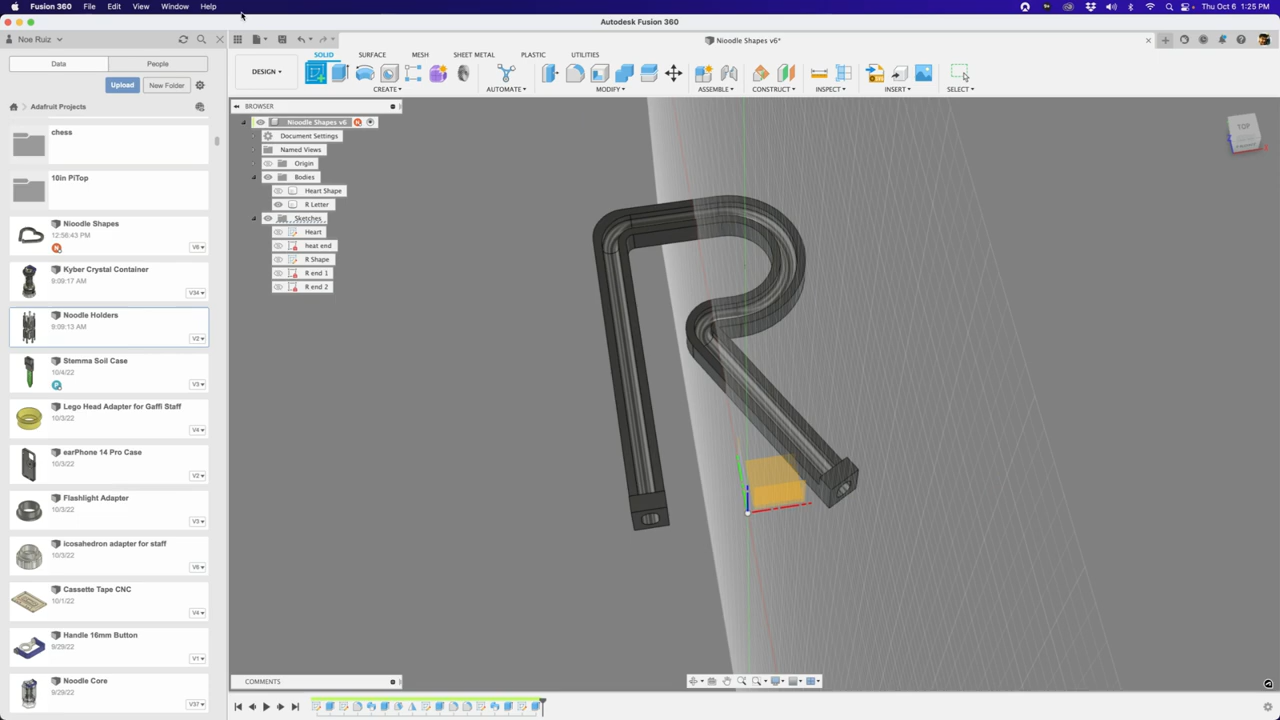 Fusion 360 File Edit View Window Help
Thu Oct 6 1:25 PM
Autodesk Fusion 360
Noe Ruiz
Nioodle Shapes v6*
Data People
SOLID SURFACE MESH SHEET METAL PLASTIC UTILITIES
DESIGN
Upload New Folder
CREATE AUTOMATE MODIFY ASSEMBLE CONSTRUCT INSPECT INSERT SELECT
Adafruit Projects
BROWSER
Nioodle Shapes v6
Document Settings
Named Views
Origin
Bodies
Heart Shape
R Letter
Sketches
Heart
heat end
R Shape
R end 1
R end 2
TOP
chess
10in PiTop
Nioodle Shapes
12:56:43 PM
V6
Kyber Crystal Container
9:09:17 AM
V34
Noodle Holders
9:09:13 AM
V2
Stemma Soil Case
10/4/22
V3
Lego Head Adapter for Gaffi Staff
10/3/22
V4
earPhone 14 Pro Case
10/3/22
V2
Flashlight Adapter
10/3/22
V3
icosahedron adapter for staff
10/3/22
V6
Cassette Tape CNC
10/1/22
V4
Handle 16mm Button
9/29/22
V1
Noodle Core
9/29/22
V37
COMMENTS